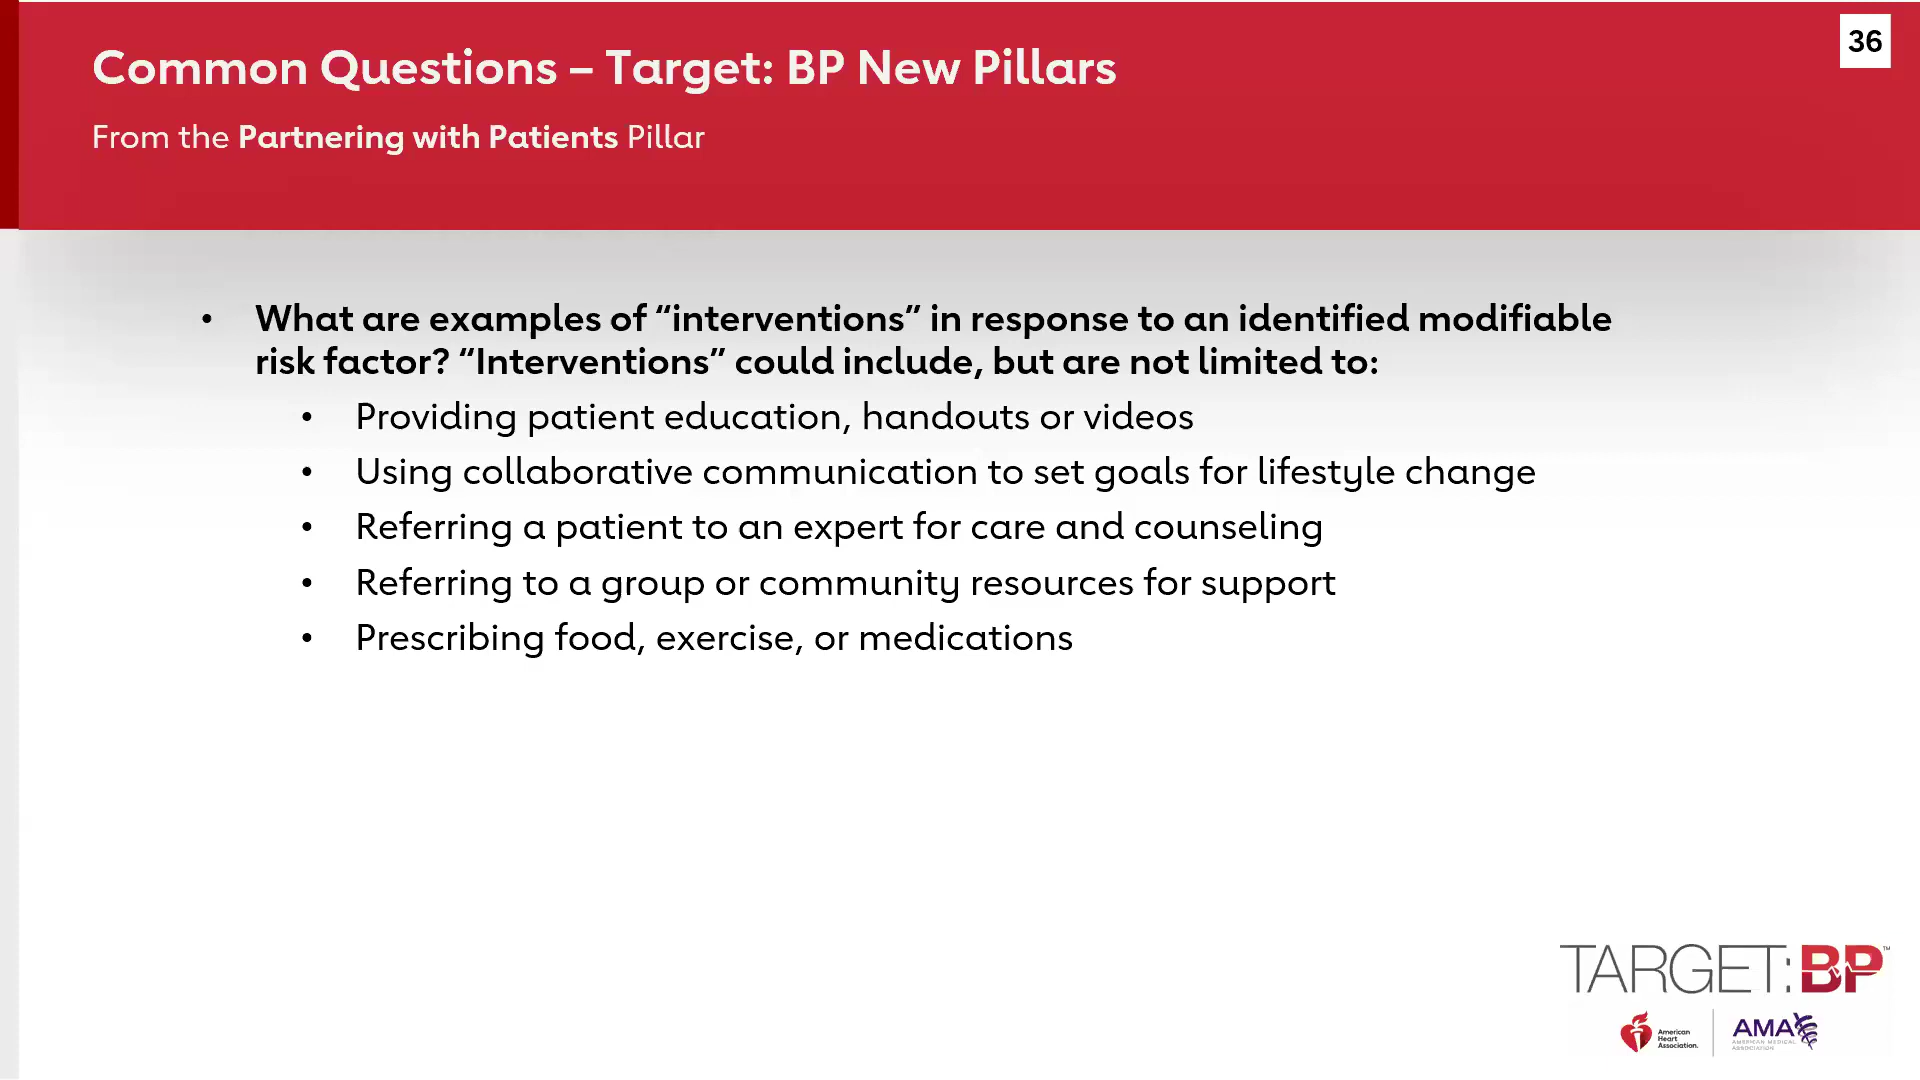 36
Common Questions – Target: BP New Pillars
From the Partnering with Patients Pillar
• What are examples of “interventions” in response to an identified modifiable
risk factor? “Interventions” could include, but are not limited to:
• Providing patient education, handouts or videos
• Using collaborative communication to set goals for lifestyle change
• Referring a patient to an expert for care and counseling
• Referring to a group or community resources for support
• Prescribing food, exercise, or medications
TARGET:BP™
American
Heart
Association.
AMA
AMERICAN MEDICAL
ASSOCIATION